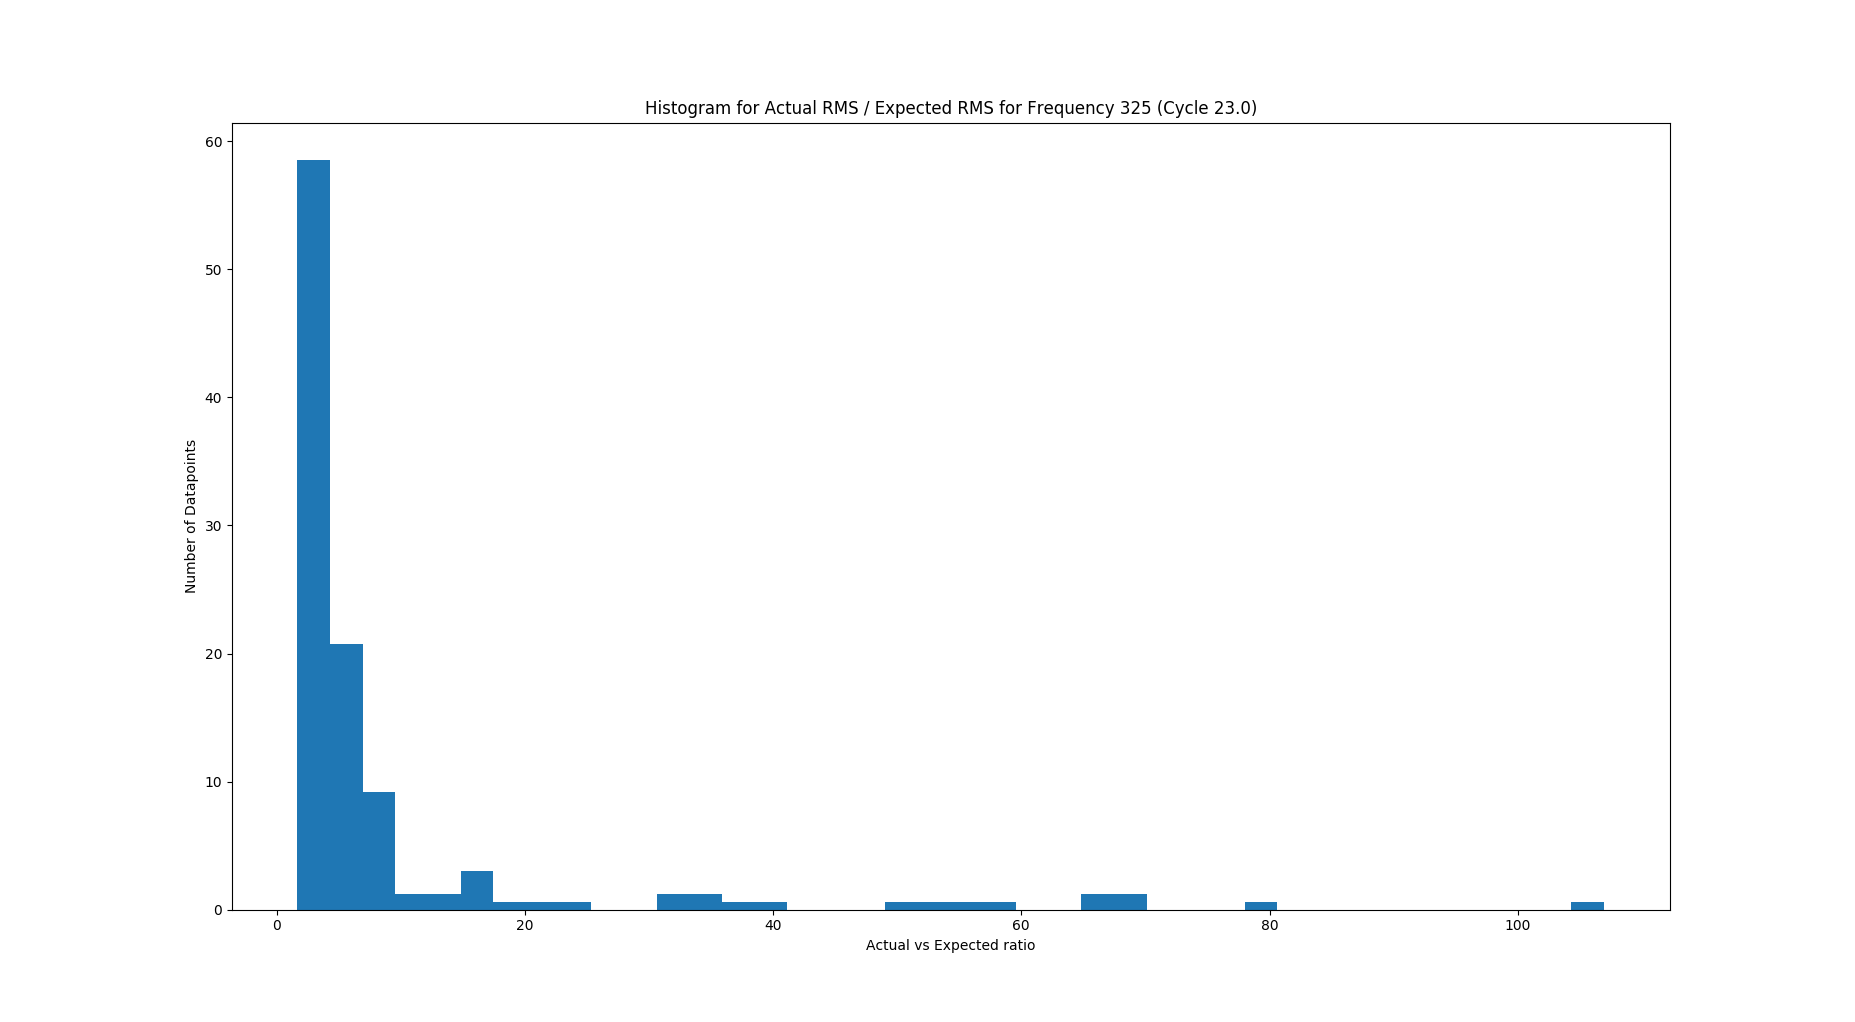 Histogram for Actual RMS / Expected RMS for Frequency 325 (Cycle 23.0)
60
50
40
30
20
10
0
Number of Datapoints
0 20 40 60 80 100
Actual vs Expected ratio